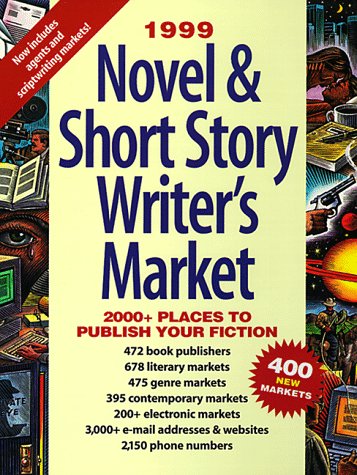 Now includes
agents and
scriptwriting markets!
1999
Novel &
Short Story
Writer's
Market
2000+ PLACES TO
PUBLISH YOUR FICTION
472 book publishers
678 literary markets
475 genre markets
395 contemporary markets
200+ electronic markets
3,000+ e-mail addresses & websites
2,150 phone numbers
400
NEW
MARKETS
EYE